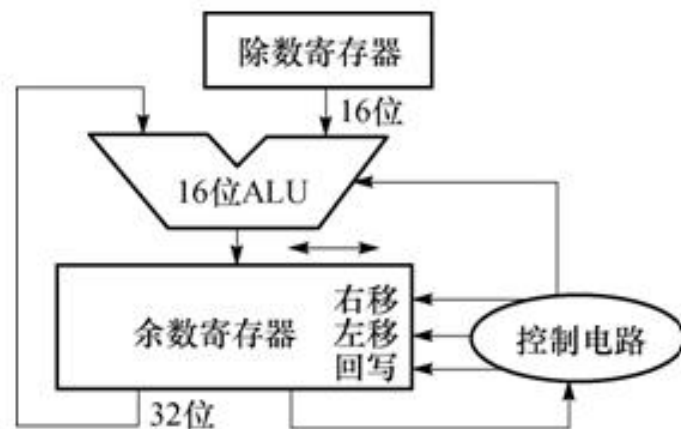 除数寄存器
16位
16位ALU
右移
余数寄存器
左移
控制电路
回写
32位